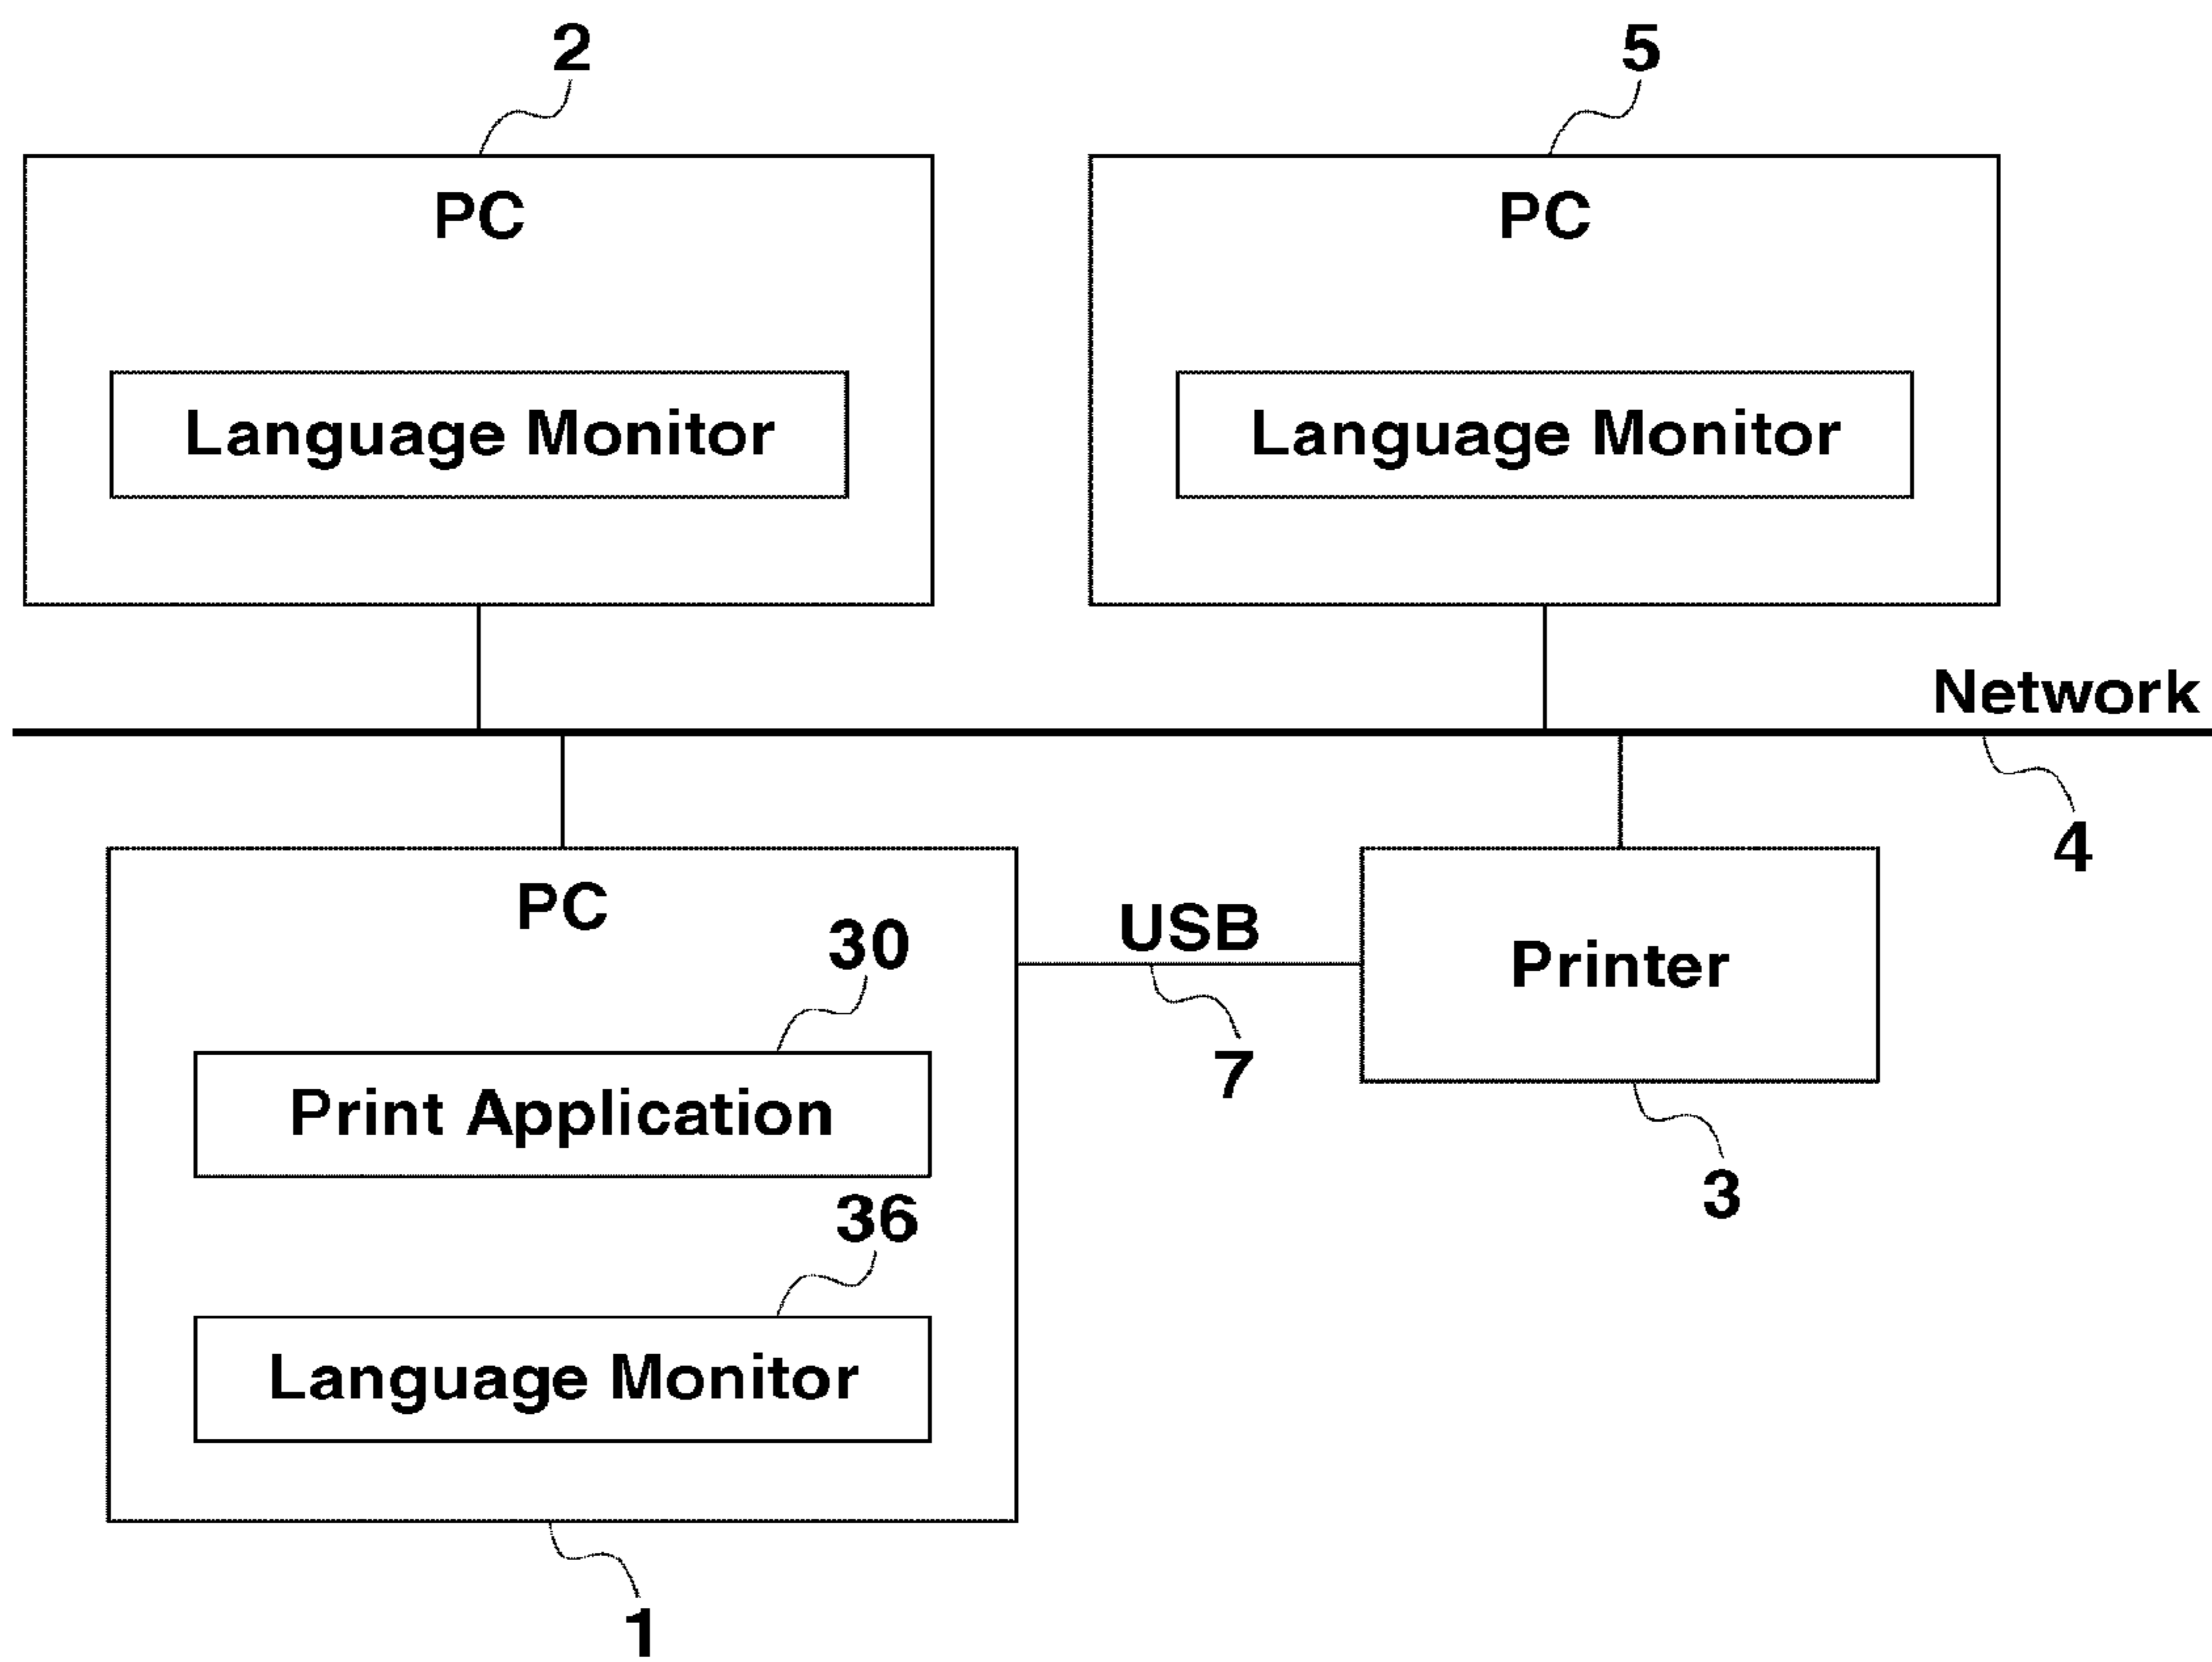 2
5
PC
PC
Language Monitor
Language Monitor
Network
4
PC
30
USB
Printer
7
Print Application
3
36
Language Monitor
1